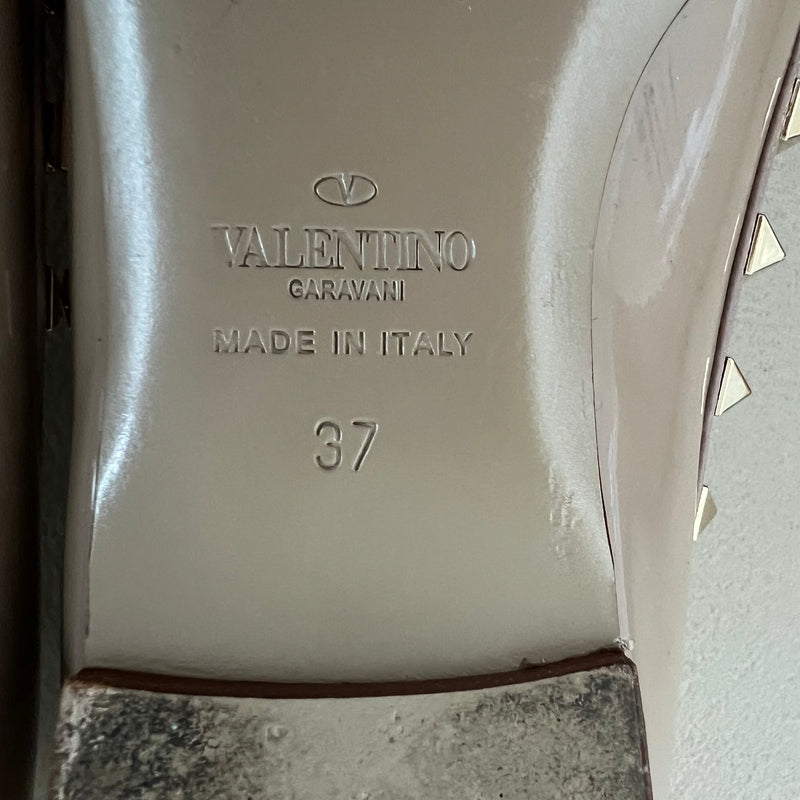 V
VALENTINO
GARAVANI
MADE IN ITALY
37